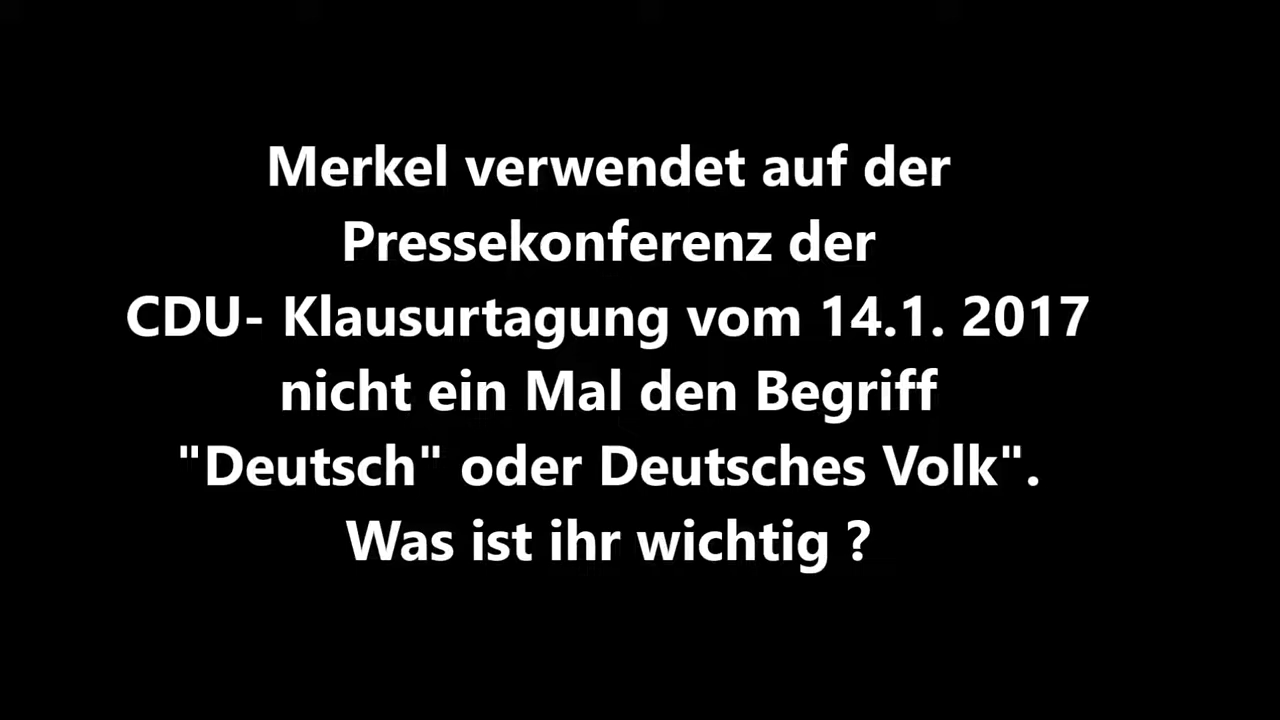 Merkel verwendet auf der
Pressekonferenz der
CDU- Klausurtagung vom 14.1. 2017
nicht ein Mal den Begriff
"Deutsch" oder Deutsches Volk".
Was ist ihr wichtig ?